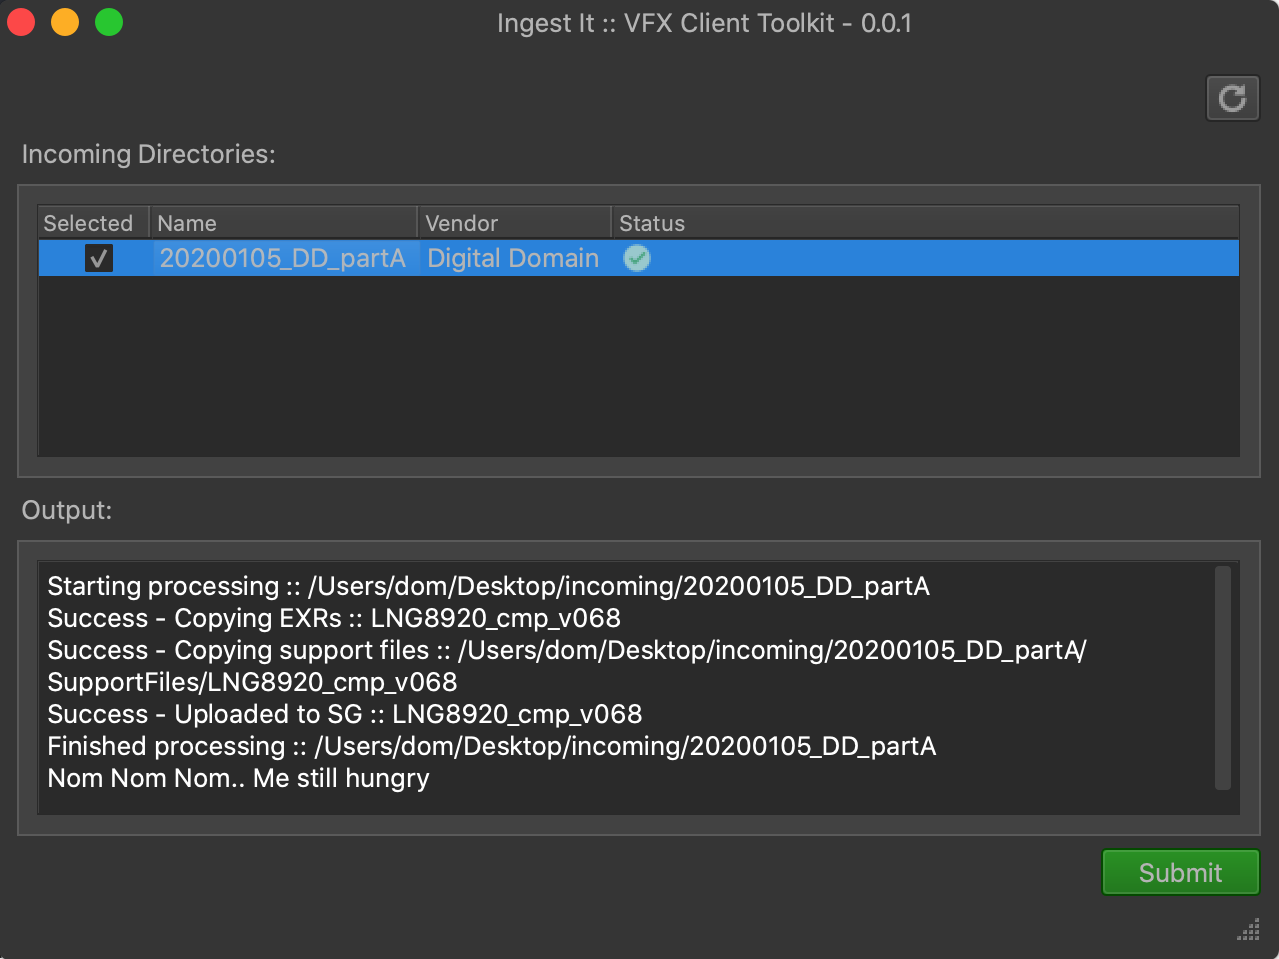 Ingest It :: VFX Client Toolkit - 0.0.1
Incoming Directories:
Selected Name Vendor Status
20200105_DD_partA Digital Domain
Output:
Starting processing :: /Users/dom/Desktop/incoming/20200105_DD_partA
Success - Copying EXRs :: LNG8920_cmp_v068
Success - Copying support files :: /Users/dom/Desktop/incoming/20200105_DD_partA/
SupportFiles/LNG8920_cmp_v068
Success - Uploaded to SG :: LNG8920_cmp_v068
Finished processing :: /Users/dom/Desktop/incoming/20200105_DD_partA
Nom Nom Nom.. Me still hungry
Submit